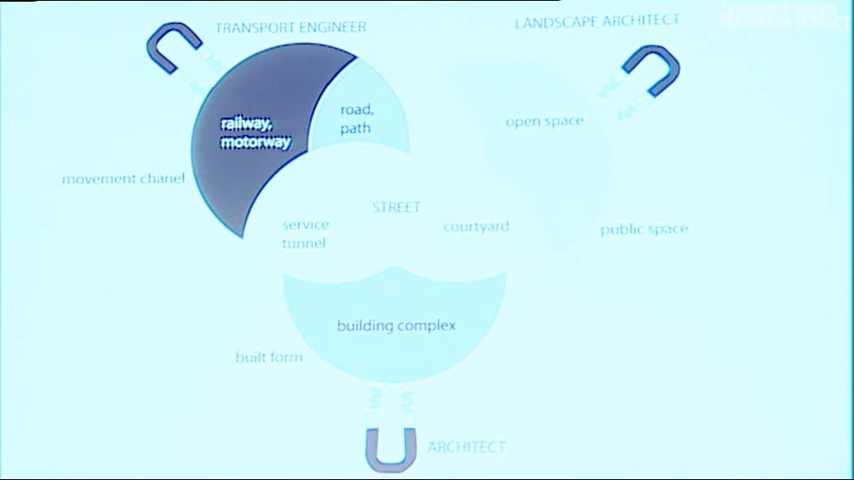 TRANSPORT ENGINEER
LANDSCAPE ARCHITECT
railway,
motorway
road,
path
open space
movement chanel
STREET
service
tunnel
courtyard
public space
building complex
built form
ARCHITECT